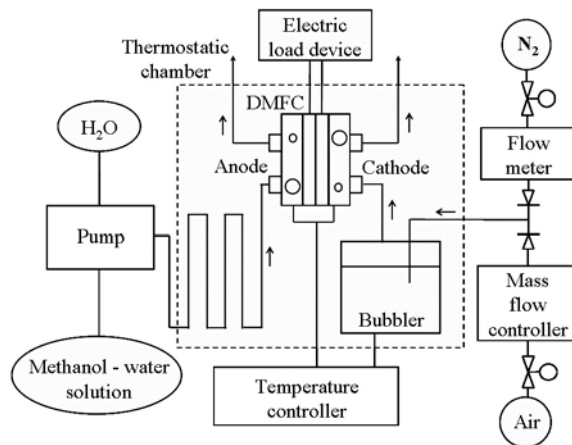 Electric
load device
Thermostatic
chamber
N₂
DMFC
H₂O
Flow
meter
Anode
Cathode
Pump
Mass
flow
controller
Bubbler
Methanol - water
solution
Temperature
controller
Air